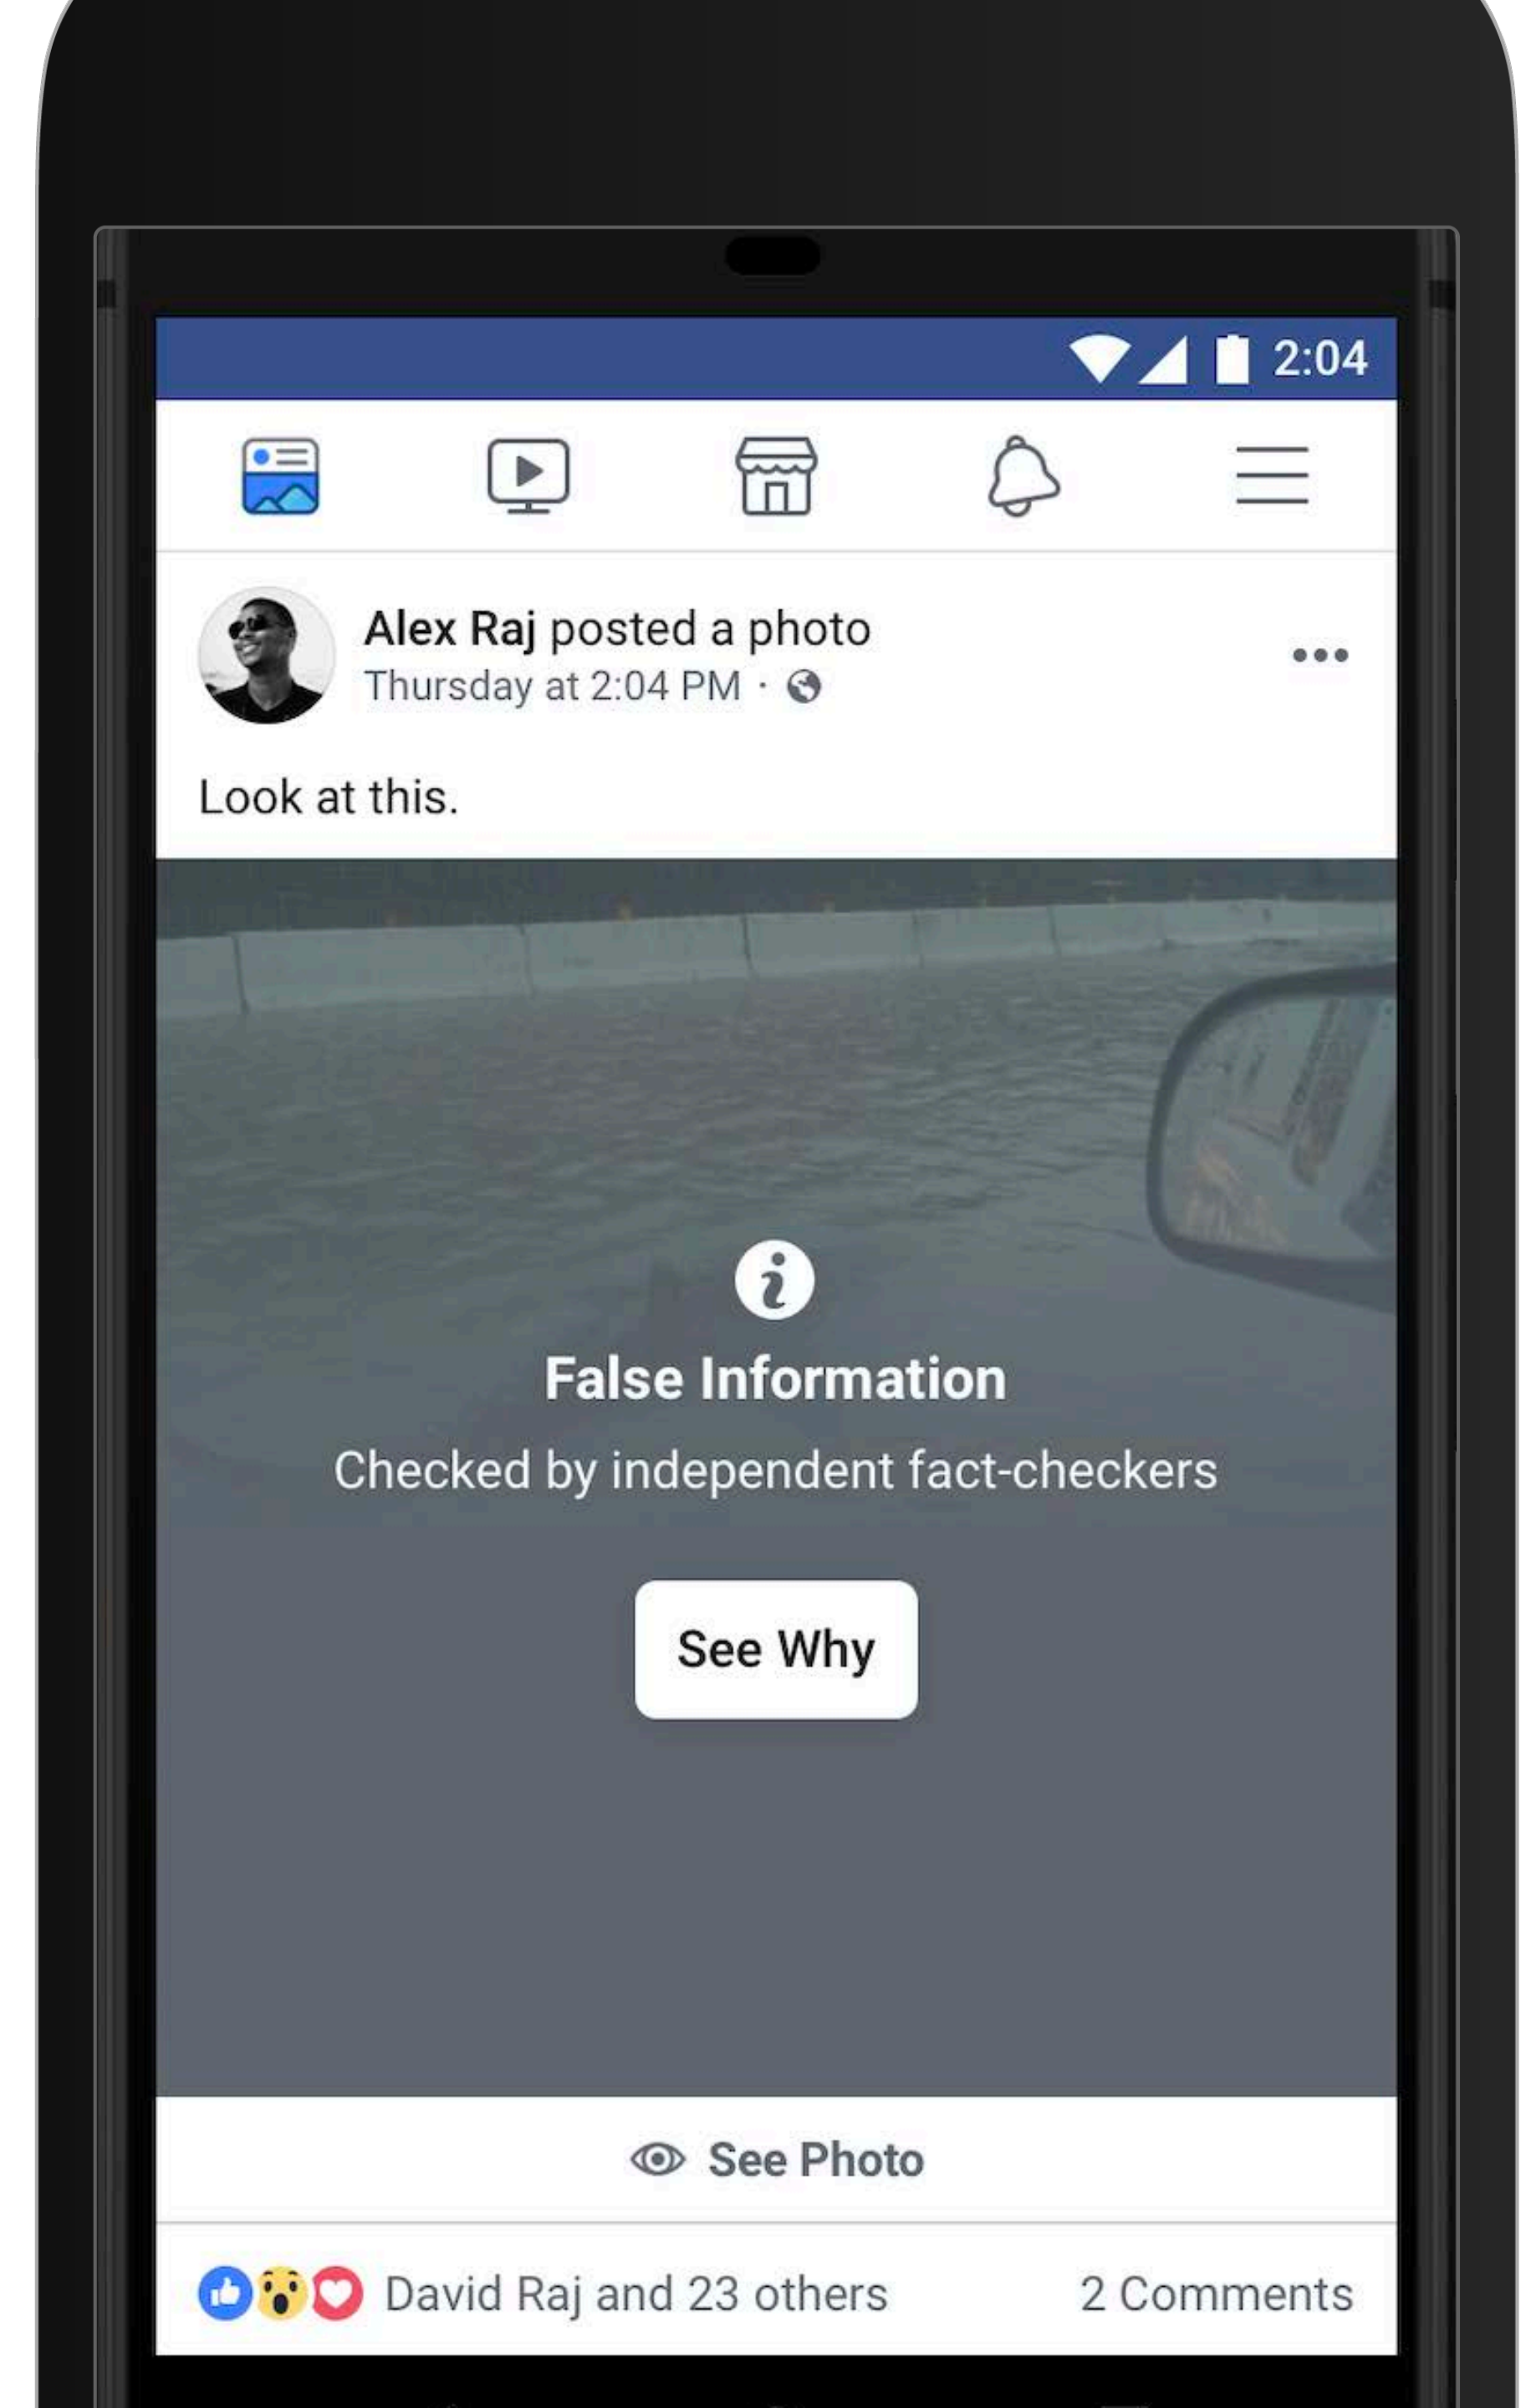 2:04
Alex Raj posted a photo
Thursday at 2:04 PM ·
Look at this.
False Information
Checked by independent fact-checkers
See Why
See Photo
David Raj and 23 others
2 Comments